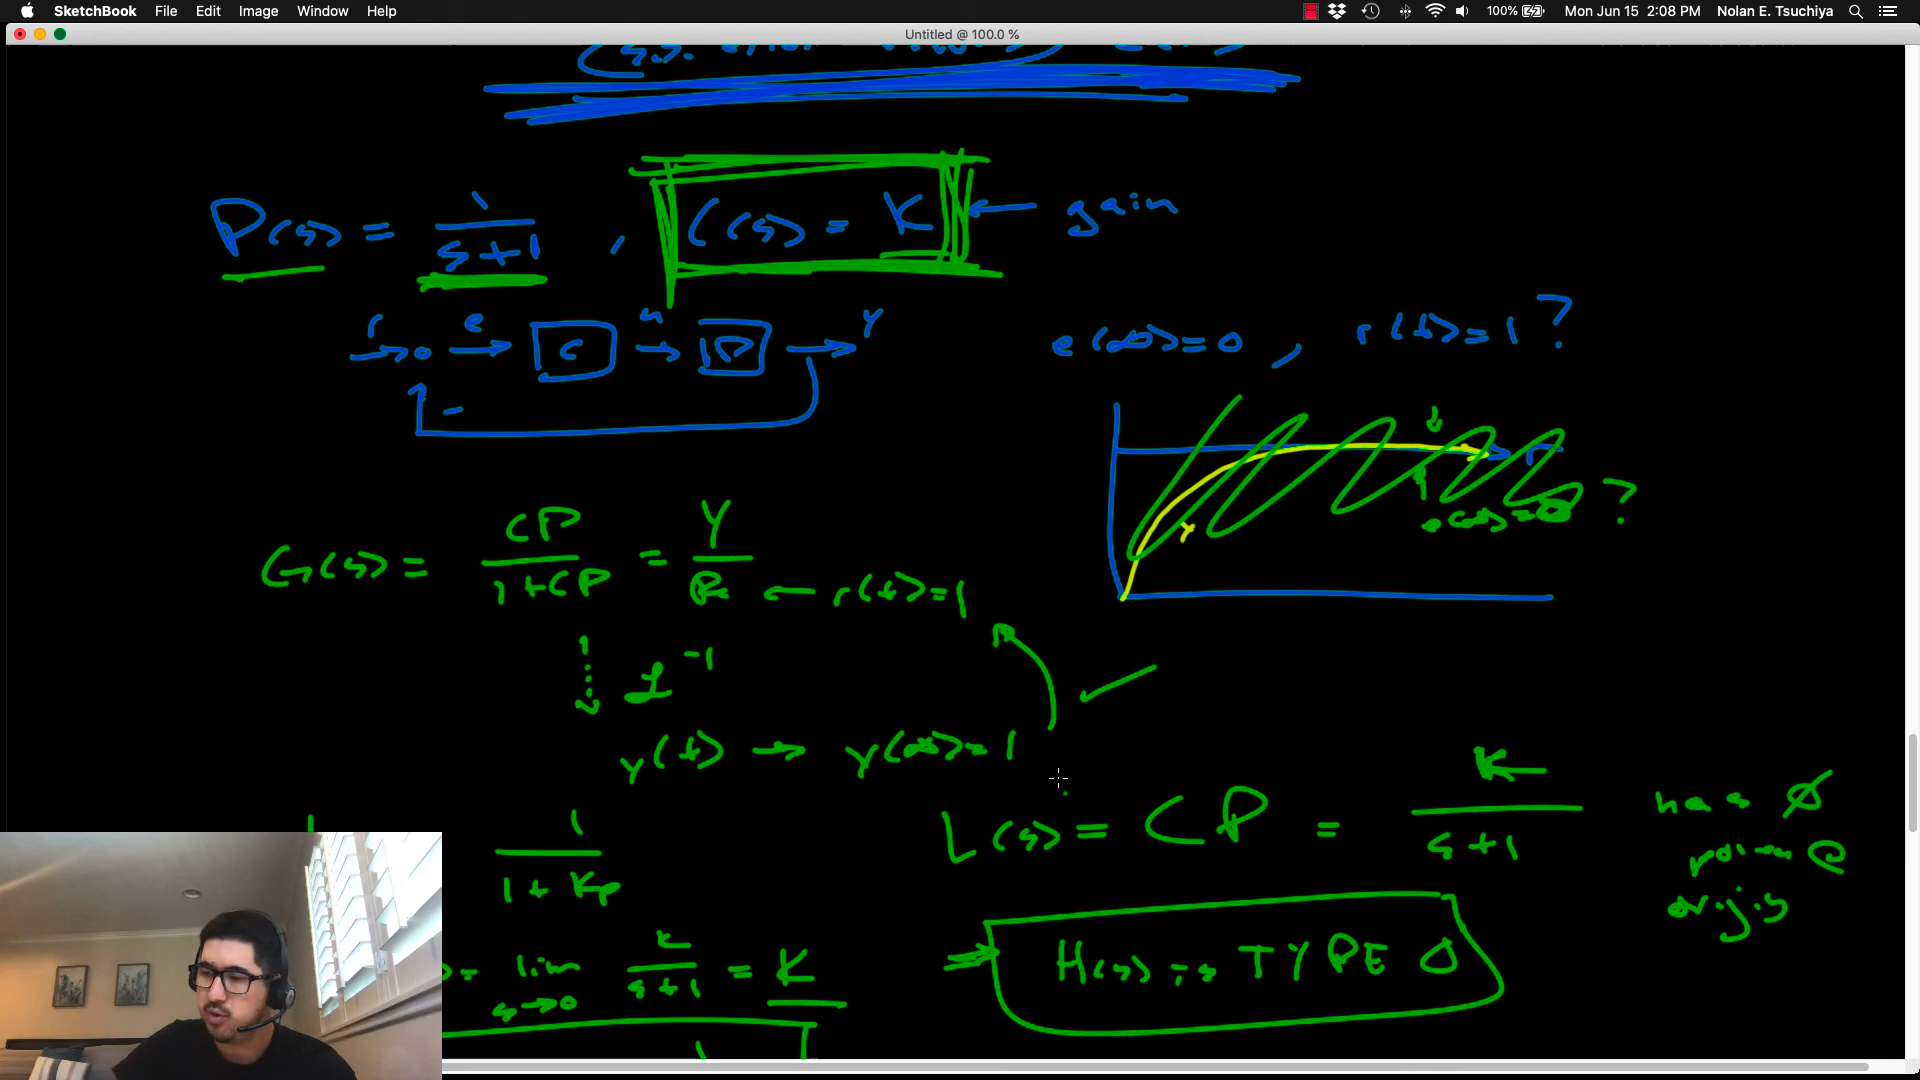 SketchBook File Edit Image Window Help 100% Mon Jun 15 2:08 PM Nolan E. Tsuchiya
Untitled @ 100.0 %
P(s) = 1/(s+1) , C(s) = K ← gain
r e C u P Y
-
e(∞)=0 , r(t)=1 ?
r
e(∞)=0 ?
Y
G(s) = CP/(1+CP) = Y/R ← r(t)=1
ℒ⁻¹
y(t) → y(∞)=1
L(s) = CP = K/(s+1) has Ø poles @ origin
1/(1+Kp)
= lim s→0 K/(s+1) = K
⇒ H(s) is TYPE 0